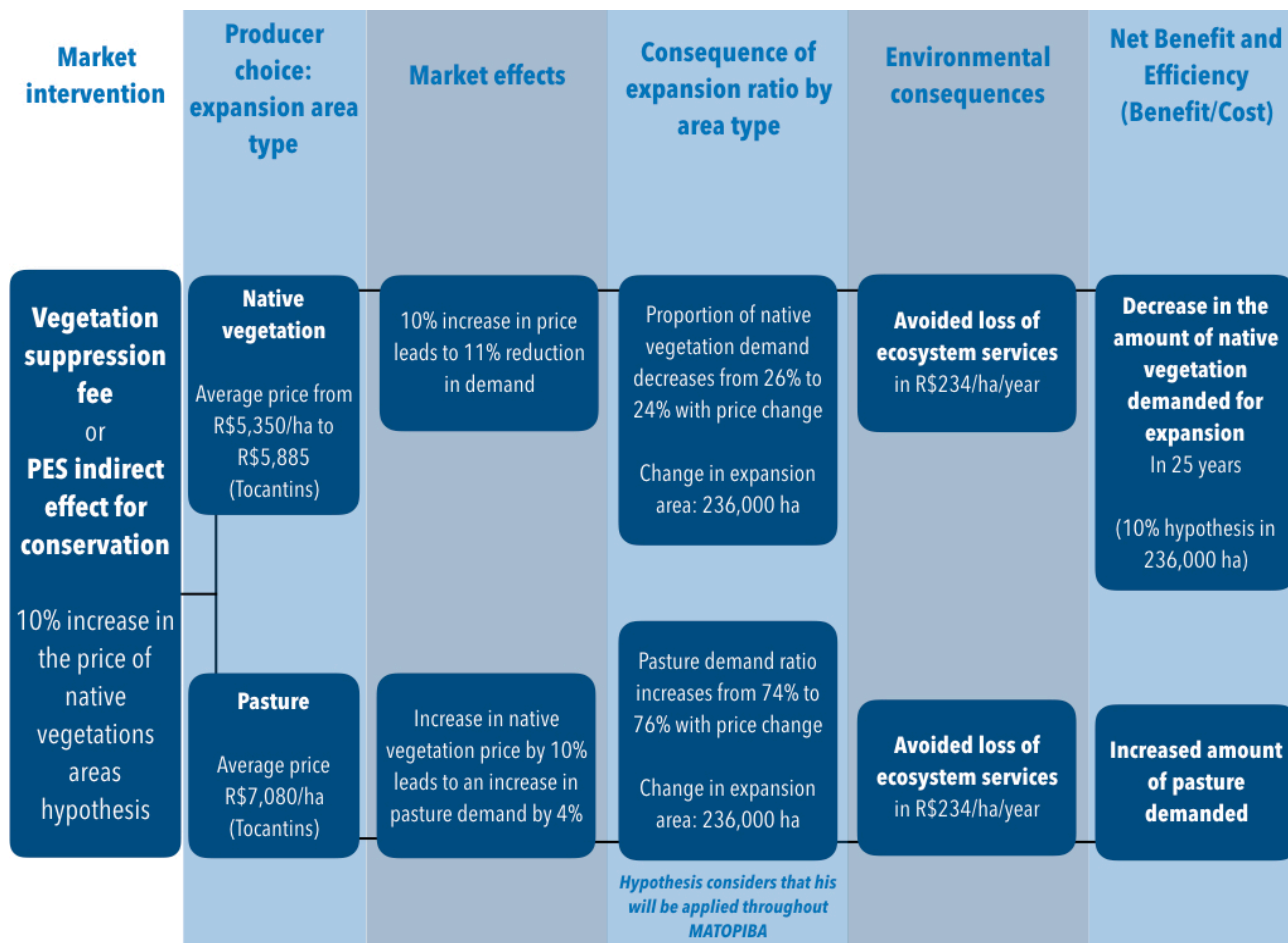 Market
intervention
Producer
choice:
expansion area
type
Market effects
Consequence of
expansion ratio by
area type
Environmental
consequences
Net Benefit and
Efficiency
(Benefit/Cost)
Vegetation
suppression
fee
or
PES indirect
effect for
conservation
10% increase in
the price of
native
vegetations
areas
hypothesis
Native
vegetation
Average price from
R$5,350/ha to
R$5,885
(Tocantins)
10% increase in price
leads to 11% reduction
in demand
Proportion of native
vegetation demand
decreases from 26% to
24% with price change
Change in expansion
area: 236,000 ha
Avoided loss of
ecosystem services
in R$234/ha/year
Decrease in the
amount of native
vegetation
demanded for
expansion
In 25 years
(10% hypothesis in
236,000 ha)
Pasture
Average price
R$7,080/ha
(Tocantins)
Increase in native
vegetation price by 10%
leads to an increase in
pasture demand by 4%
Pasture demand ratio
increases from 74% to
76% with price change
Change in expansion
area: 236,000 ha
Avoided loss of
ecosystem services
in R$234/ha/year
Increased amount
of pasture
demanded
Hypothesis considers that his
will be applied throughout
MATOPIBA